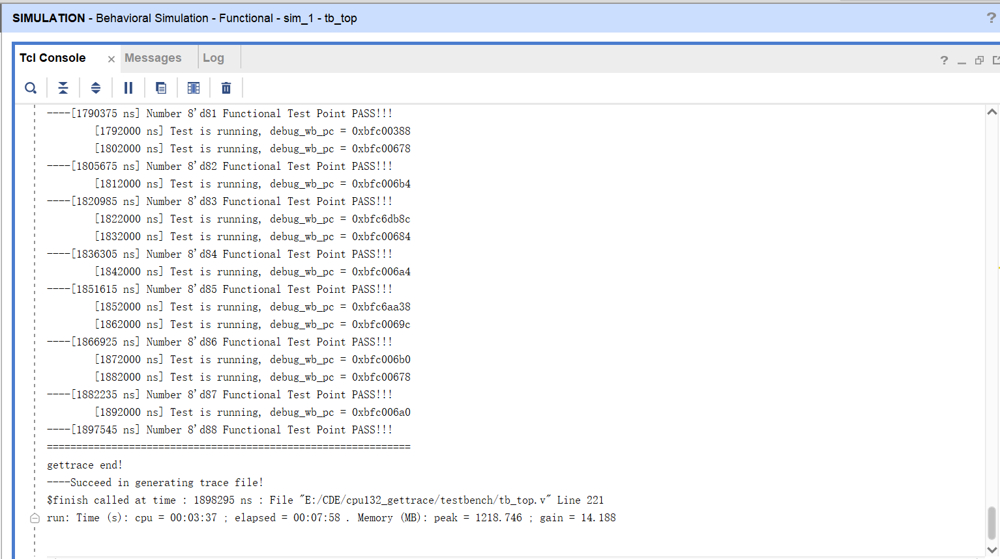 SIMULATION - Behavioral Simulation - Functional - sim_1 - tb_top
?
Tcl Console × Messages Log
?
----[1790375 ns] Number 8'd81 Functional Test Point PASS!!!
[1792000 ns] Test is running, debug_wb_pc = 0xbfc00388
[1802000 ns] Test is running, debug_wb_pc = 0xbfc00678
----[1805675 ns] Number 8'd82 Functional Test Point PASS!!!
[1812000 ns] Test is running, debug_wb_pc = 0xbfc006b4
----[1820985 ns] Number 8'd83 Functional Test Point PASS!!!
[1822000 ns] Test is running, debug_wb_pc = 0xbfc6db8c
[1832000 ns] Test is running, debug_wb_pc = 0xbfc00684
----[1836305 ns] Number 8'd84 Functional Test Point PASS!!!
[1842000 ns] Test is running, debug_wb_pc = 0xbfc006a4
----[1851615 ns] Number 8'd85 Functional Test Point PASS!!!
[1852000 ns] Test is running, debug_wb_pc = 0xbfc6aa38
[1862000 ns] Test is running, debug_wb_pc = 0xbfc0069c
----[1866925 ns] Number 8'd86 Functional Test Point PASS!!!
[1872000 ns] Test is running, debug_wb_pc = 0xbfc006b0
[1882000 ns] Test is running, debug_wb_pc = 0xbfc00678
----[1882235 ns] Number 8'd87 Functional Test Point PASS!!!
[1892000 ns] Test is running, debug_wb_pc = 0xbfc006a0
----[1897545 ns] Number 8'd88 Functional Test Point PASS!!!
==============================================================
gettrace end!
----Succeed in generating trace file!
$finish called at time : 1898295 ns : File "E:/CDE/cpu132_gettrace/testbench/tb_top.v" Line 221
run: Time (s): cpu = 00:03:37 ; elapsed = 00:07:58 . Memory (MB): peak = 1218.746 ; gain = 14.188